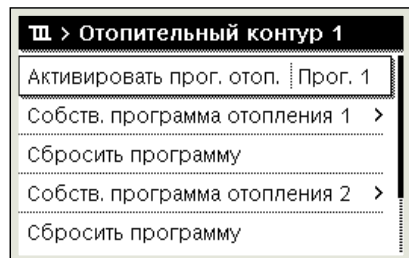 > Отопительный контур 1
Активировать прог. отоп. Прог. 1
Собств. программа отопления 1 >
Сбросить программу
Собств. программа отопления 2 >
Сбросить программу